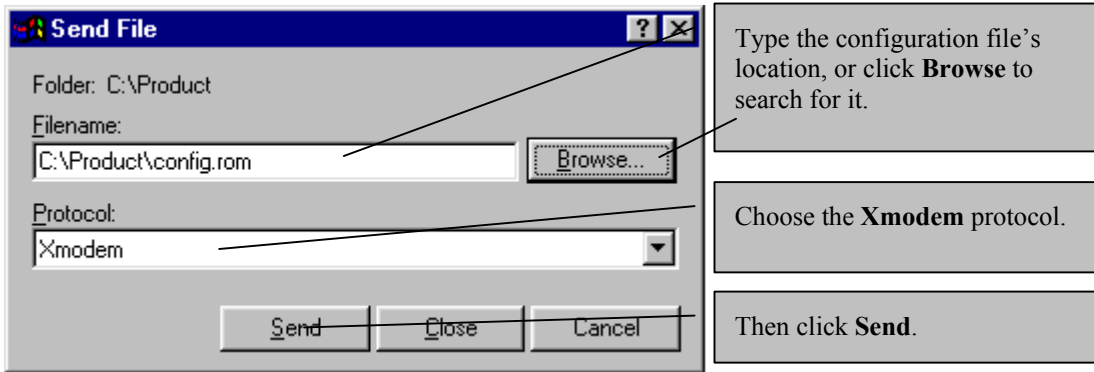 Send File
Folder: C:\Product
Filename:
C:\Product\config.rom
Browse...
Protocol:
Xmodem
Send
Close
Cancel
Type the configuration file's
location, or click Browse to
search for it.
Choose the Xmodem protocol.
Then click Send.